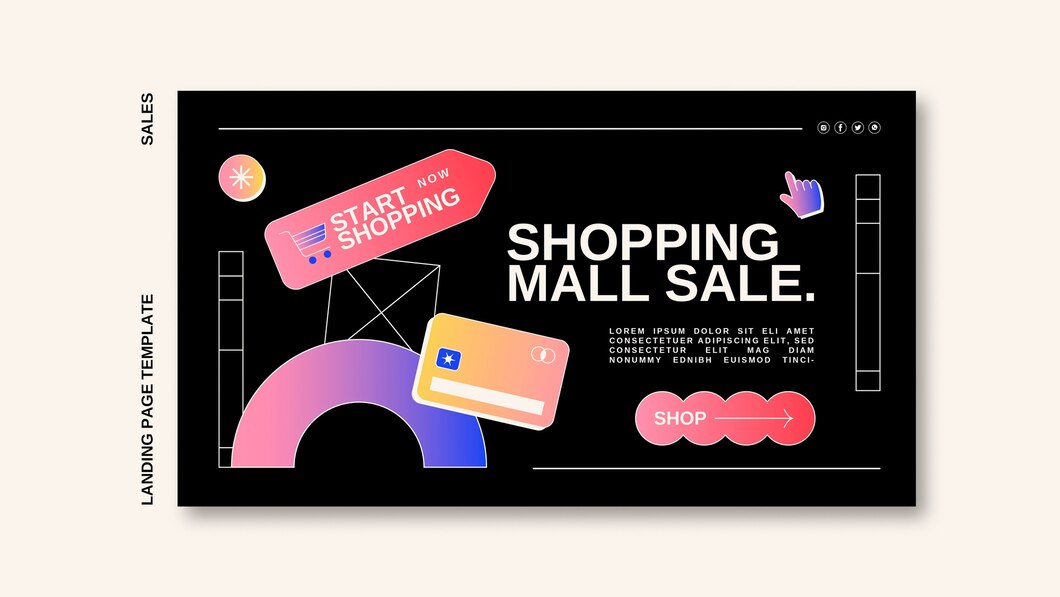 SALES
LANDING PAGE TEMPLATE
START NOW
SHOPPING
SHOPPING
MALL SALE.
LOREM IPSUM DOLOR SIT ELI AMET
CONSECTETUER ADIPISCING ELIT, SED
CONSECTETUR ELIT MAG DIAM
NONUMMY EDNIBH EUISMOD TINCI-
SHOP